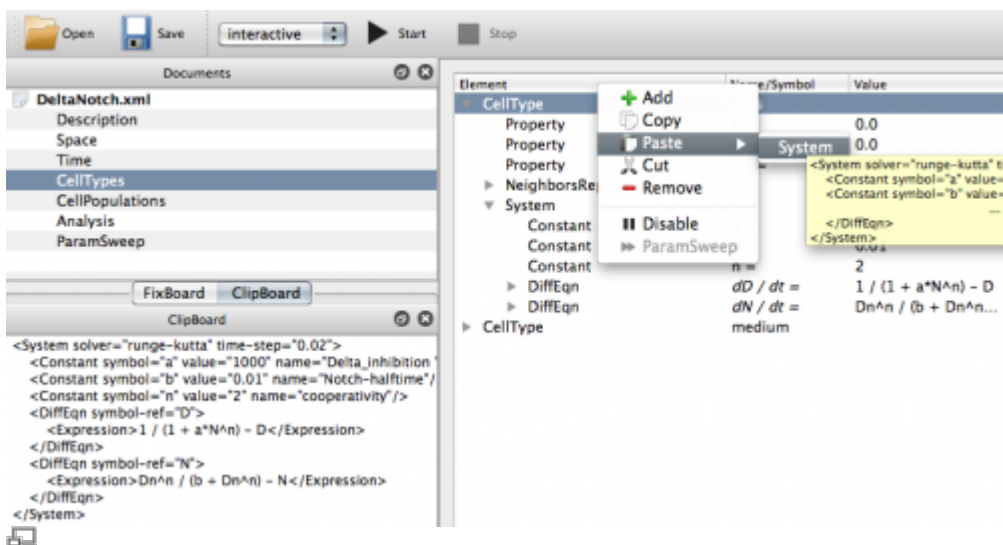 Open Save interactive Start Stop
Documents
DeltaNotch.xml
Description
Space
Time
CellTypes
CellPopulations
Analysis
ParamSweep
FixBoard ClipBoard
ClipBoard
<System solver="runge-kutta" time-step="0.02">
<Constant symbol="a" value="1000" name="Delta_inhibition
<Constant symbol="b" value="0.01" name="Notch-halftime"/
<Constant symbol="n" value="2" name="cooperativity"/>
<DiffEqn symbol-ref="D">
<Expression>1 / (1 + a*N^n) - D</Expression>
</DiffEqn>
<DiffEqn symbol-ref="N">
<Expression>Dn^n / (b + Dn^n) - N</Expression>
</DiffEqn>
</System>
Element Name/Symbol Value
CellType
Property 0.0
Property 0.0
Property =
NeighborsRe
System
Constant
Constant 0.01
Constant n = 2
DiffEqn dD / dt = 1 / (1 + a*N^n) - D
DiffEqn dN / dt = Dn^n / (b + Dn^n...
CellType medium
Add
Copy
Paste System
Cut
Remove
Disable
ParamSweep
<System solver="runge-kutta" t
<Constant symbol="a" value=
<Constant symbol="b" value=
...
</DiffEqn>
</System>